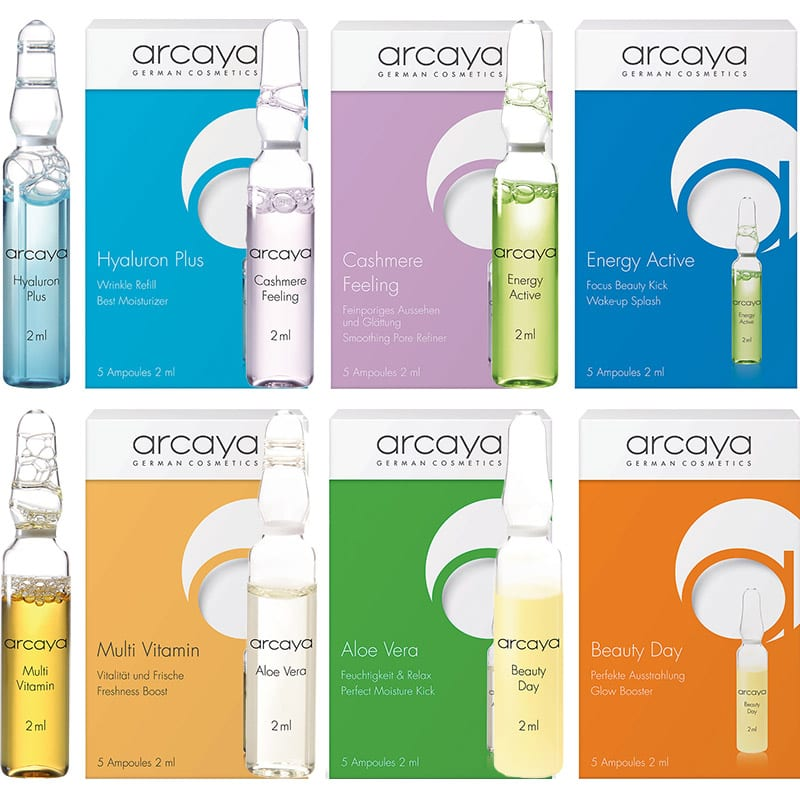 arcaya
GERMAN COSMETICS
arcaya
Hyaluron
Plus
2 ml
Hyaluron Plus
Wrinkle Refill
Best Moisturizer
5 Ampoules 2 ml
arcaya
GERMAN COSMETICS
arcaya
Cashmere
Feeling
2 ml
Cashmere
Feeling
Feinporiges Aussehen
und Glättung
Smoothing Pore Refiner
5 Ampoules 2 ml
arcaya
GERMAN COSMETICS
arcaya
Energy
Active
2 ml
Energy Active
Focus Beauty Kick
Wake-up Splash
5 Ampoules 2 ml
arcaya
Energy
Active
2 ml
arcaya
GERMAN COSMETICS
arcaya
Multi
Vitamin
2 ml
Multi Vitamin
Vitalität und Frische
Freshness Boost
5 Ampoules 2 ml
arcaya
GERMAN COSMETICS
arcaya
Aloe Vera
2 ml
Aloe Vera
Feuchtigkeit & Relax
Perfect Moisture Kick
5 Ampoules 2 ml
arcaya
GERMAN COSMETICS
arcaya
Beauty
Day
2 ml
Beauty Day
Perfekte Ausstrahlung
Glow Booster
5 Ampoules 2 ml
arcaya
Beauty
Day
2 ml